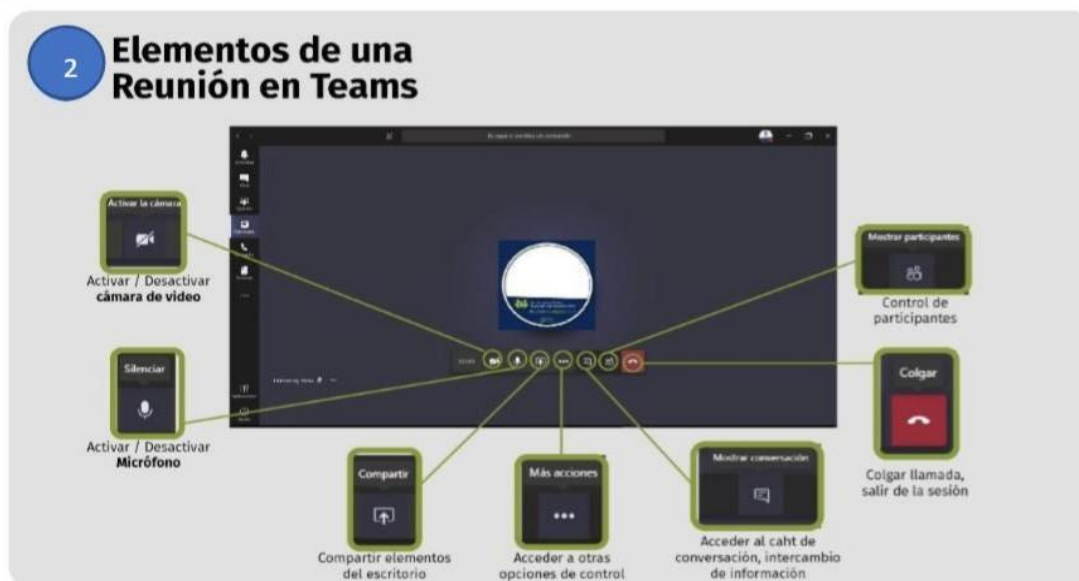 2
Elementos de una
Reunión en Teams
Activar la cámara
Activar / Desactivar
cámara de video
Silenciar
Activar / Desactivar
Micrófono
Compartir
Compartir elementos
del escritorio
Más acciones
Acceder a otras
opciones de control
Mostrar conversación
Acceder al caht de
conversación, intercambio
de información
Mostrar participantes
Control de
participantes
Colgar
Colgar llamada,
salir de la sesión